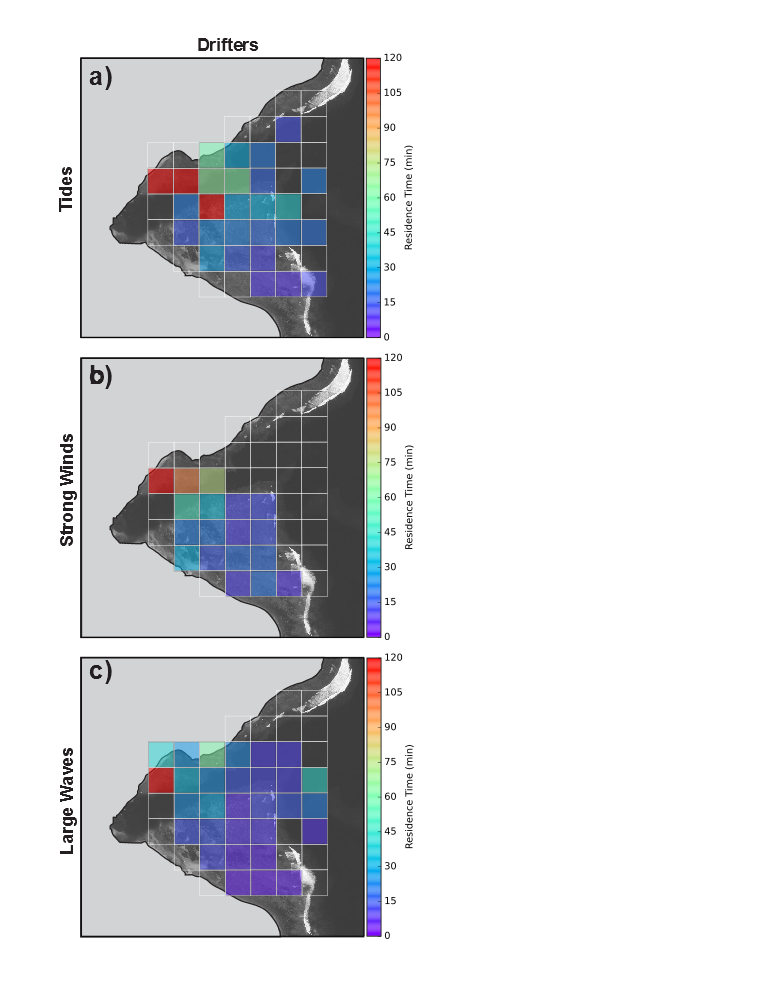 Drifters
a)
Tides
120
105
90
75
60
45
30
15
0
Residence Time (min)
b)
Strong Winds
120
105
90
75
60
45
30
15
0
Residence Time (min)
c)
Large Waves
120
105
90
75
60
45
30
15
0
Residence Time (min)